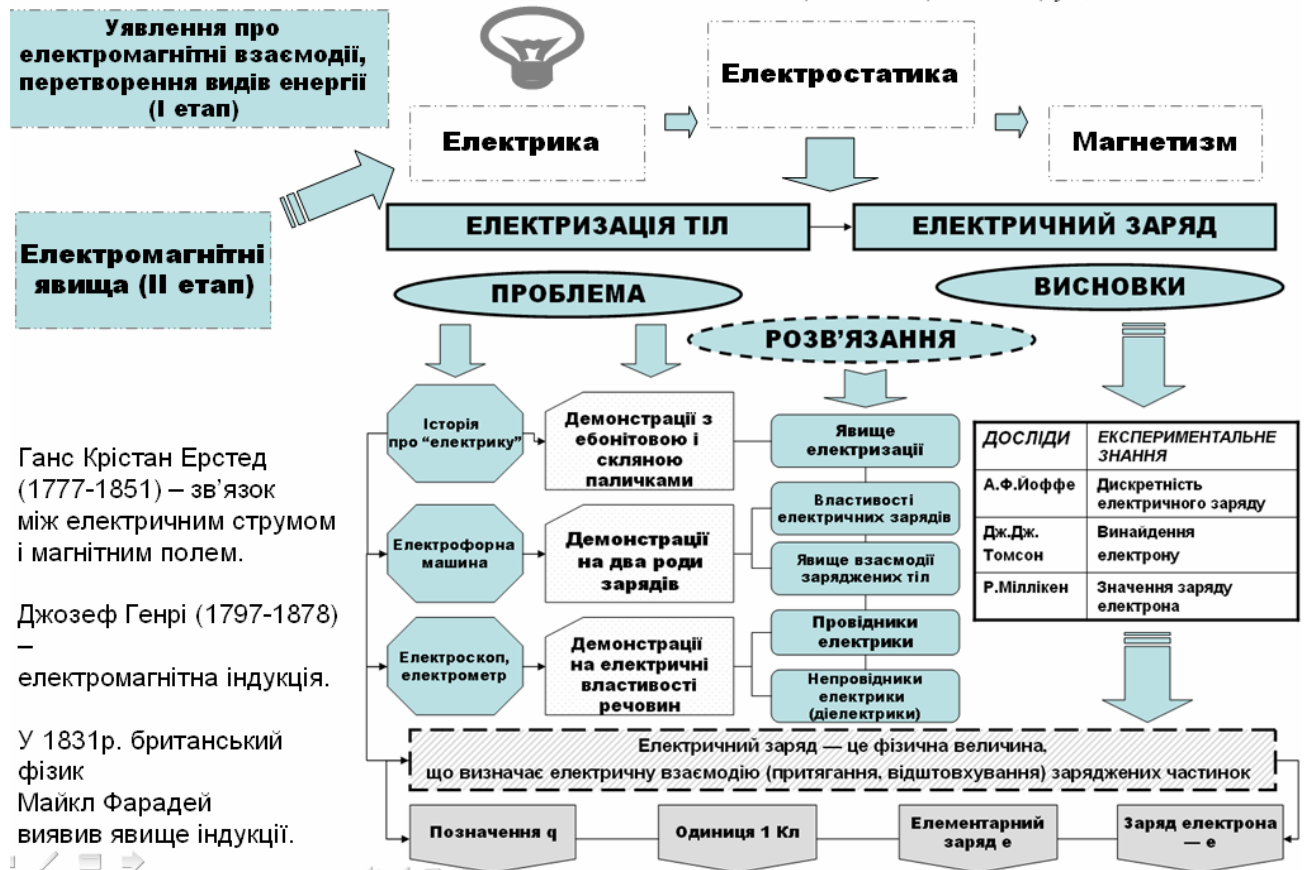 Уявлення про
електромагнітні взаємодії,
перетворення видів енергії
(І етап)
Електрика
Електростатика
Магнетизм
Електромагнітні
явища (ІІ етап)
ЕЛЕКТРИЗАЦІЯ ТІЛ
ЕЛЕКТРИЧНИЙ ЗАРЯД
ПРОБЛЕМА
РОЗВ'ЯЗАННЯ
ВИСНОВКИ
Історія
про "електрику"
Демонстрації з
ебонітовою і
скляною
паличками
Явище
електризації
Електрофорна
машина
Демонстрації
на два роди
зарядів
Властивості
електричних зарядів
Явище взаємодії
заряджених тіл
Електроскоп,
електрометр
Демонстрації
на електричні
властивості
речовин
Провідники
електрики
Непровідники
електрики
(діелектрики)
ДОСЛІДИ ЕКСПЕРИМЕНТАЛЬНЕ
ЗНАННЯ
А.Ф.Йоффе Дискретність
електричного заряду
Дж.Дж. Винайдення
Томсон електрону
Р.Міллікен Значення заряду
електрона
Ганс Крістан Ерстед
(1777-1851) – зв'язок
між електричним струмом
і магнітним полем.
Джозеф Генрі (1797-1878)
–
електромагнітна індукція.
У 1831р. британський
фізик
Майкл Фарадей
виявив явище індукції.
Електричний заряд — це фізична величина,
що визначає електричну взаємодію (притягання, відштовхування) заряджених частинок
Позначення q
Одиниця 1 Кл
Елементарний
заряд е
Заряд електрона
— е